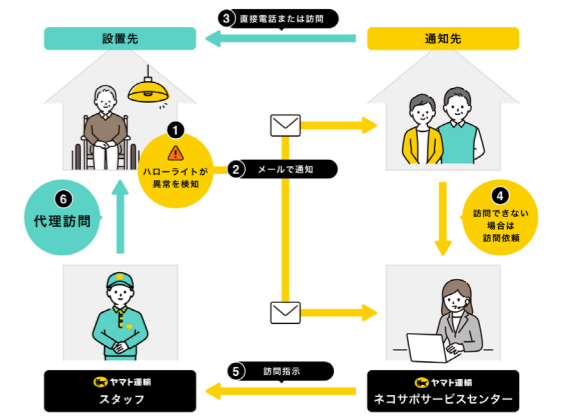 3 直接電話または訪問
設置先
通知先
1
ハローライトが
異常を検知
2 メールで通知
6
代理訪問
4
訪問できない
場合は
訪問依頼
5 訪問指示
ヤマト運輸
スタッフ
ヤマト運輸
ネコサポサービスセンター